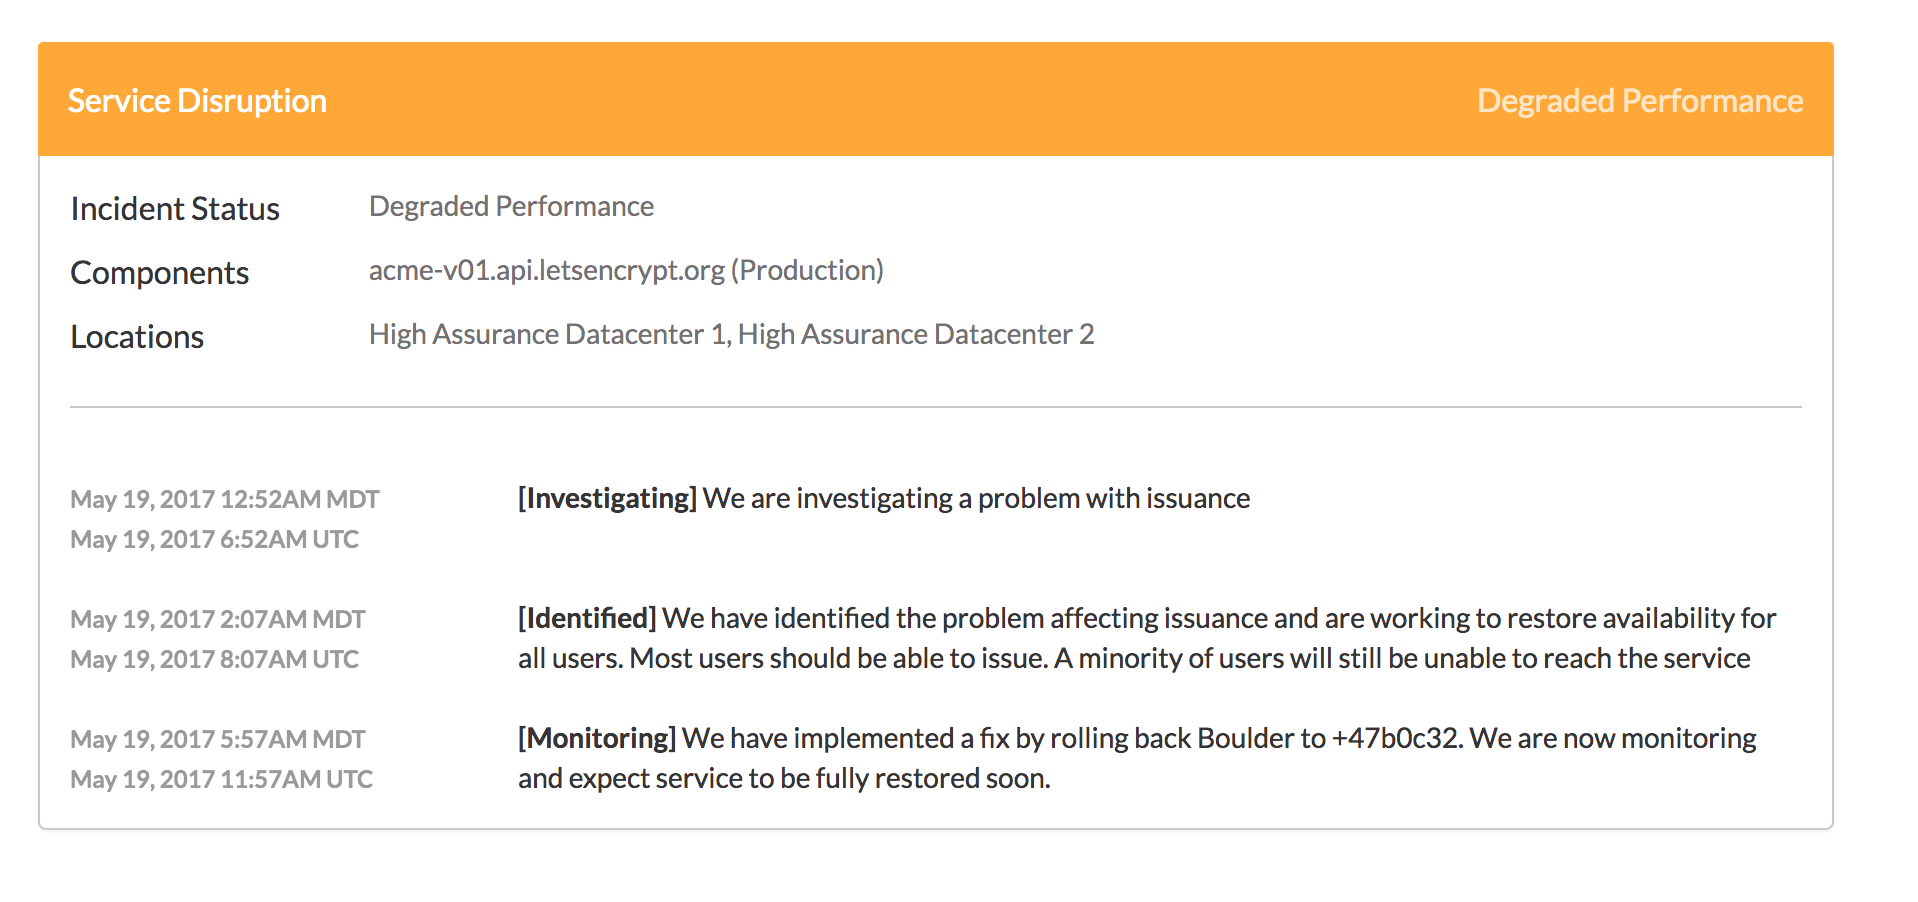 Service Disruption
Degraded Performance
Incident Status
Degraded Performance
Components
acme-v01.api.letsencrypt.org (Production)
Locations
High Assurance Datacenter 1, High Assurance Datacenter 2
May 19, 2017 12:52AM MDT
May 19, 2017 6:52AM UTC
[Investigating] We are investigating a problem with issuance
May 19, 2017 2:07AM MDT
May 19, 2017 8:07AM UTC
[Identified] We have identified the problem affecting issuance and are working to restore availability for
all users. Most users should be able to issue. A minority of users will still be unable to reach the service
May 19, 2017 5:57AM MDT
May 19, 2017 11:57AM UTC
[Monitoring] We have implemented a fix by rolling back Boulder to +47b0c32. We are now monitoring
and expect service to be fully restored soon.